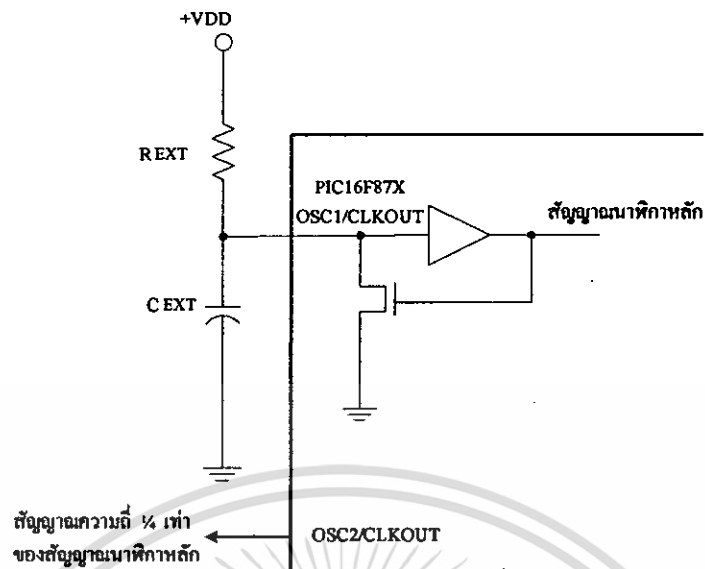 +VDD
R EXT
PIC16F87X
OSC1/CLKOUT
สัญญาณนาฬิกาหลัก
C EXT
สัญญาณความถี่ ¼ เท่า
ของสัญญาณนาฬิกาหลัก
OSC2/CLKOUT